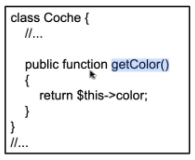 class Coche {
//...
public function getColor()
{
return $this->color;
}
}
//...